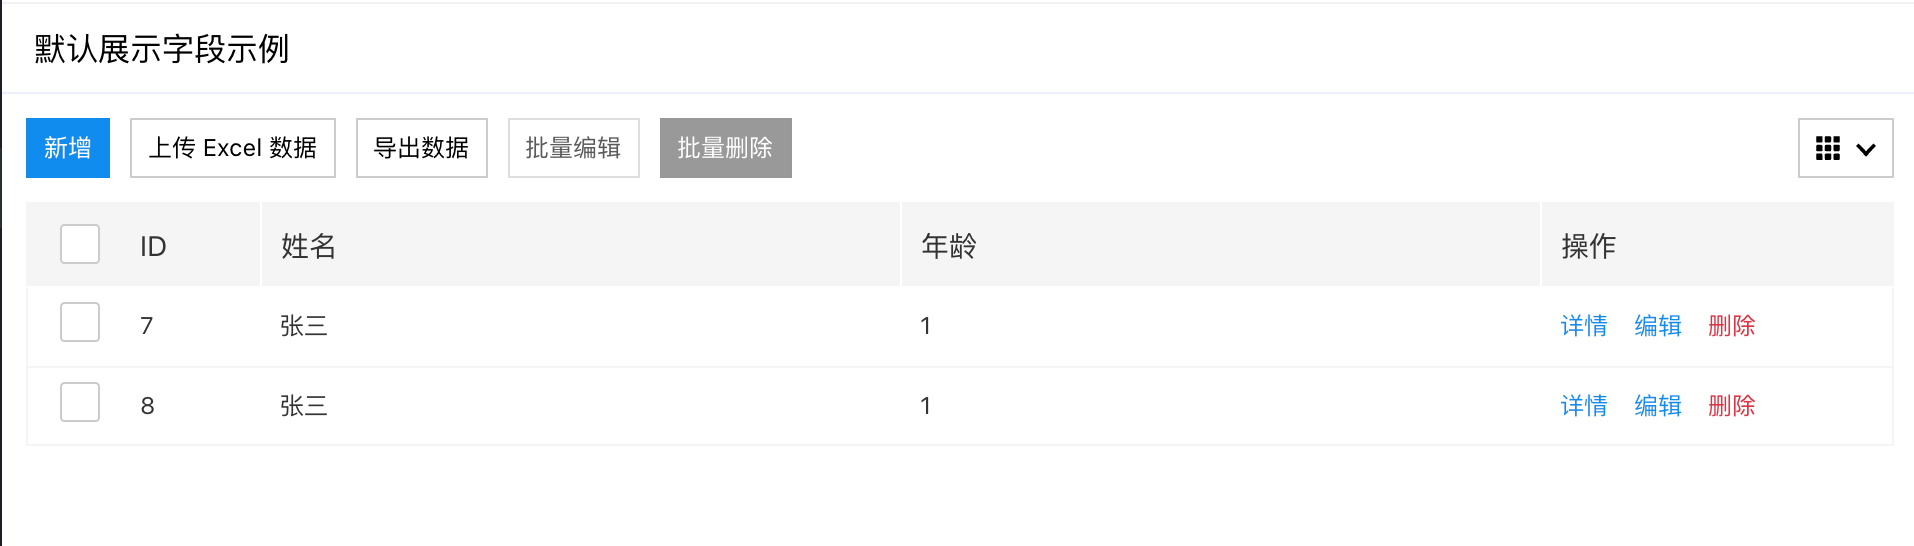 默认展示字段示例
新增 上传 Excel 数据 导出数据 批量编辑 批量删除
ID 姓名 年龄 操作
7 张三 1 详情 编辑 删除
8 张三 1 详情 编辑 删除